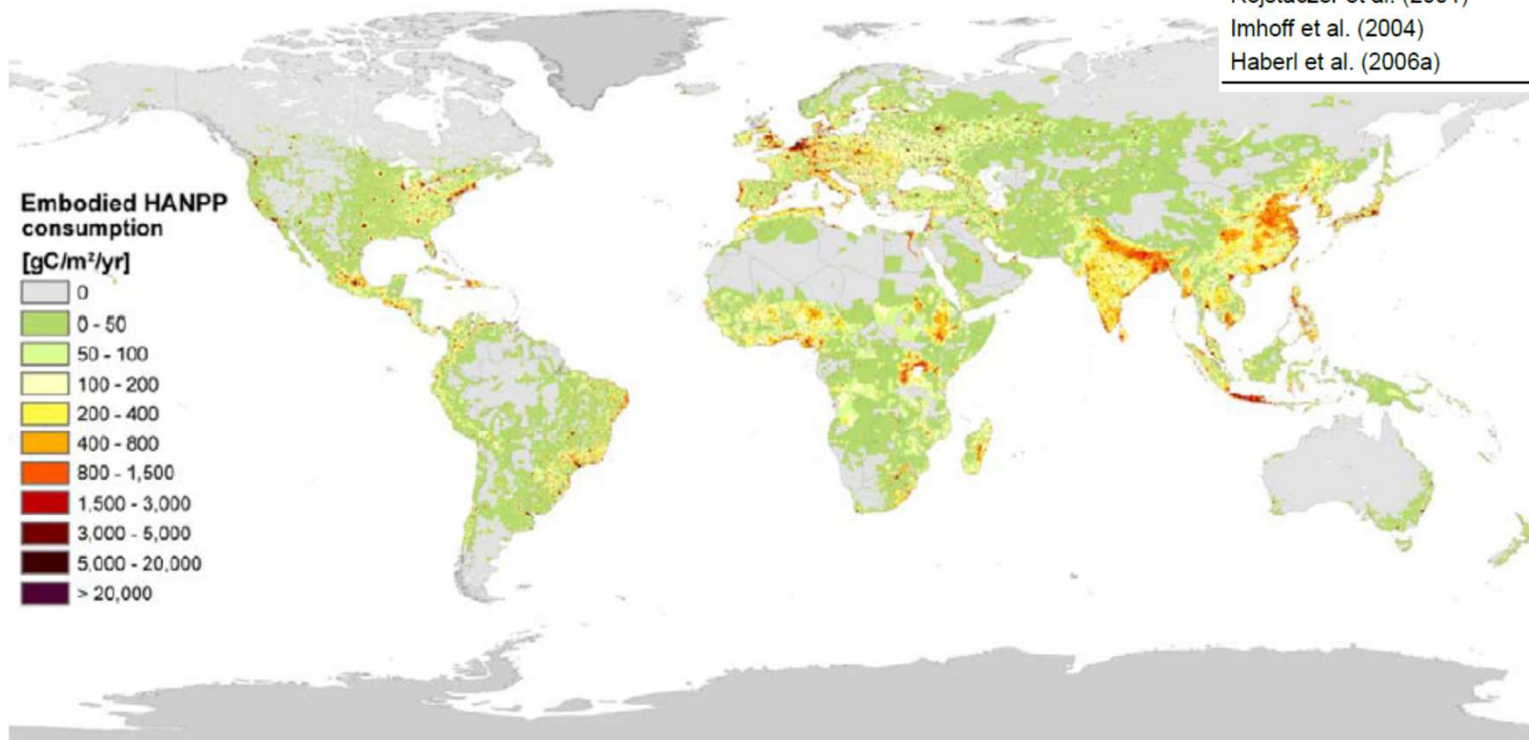 Imhoff et al. (2004)
Haberl et al. (2006a)
Embodied HANPP
consumption
[gC/m²/yr]
0
0 - 50
50 - 100
100 - 200
200 - 400
400 - 800
800 - 1,500
1,500 - 3,000
3,000 - 5,000
5,000 - 20,000
> 20,000